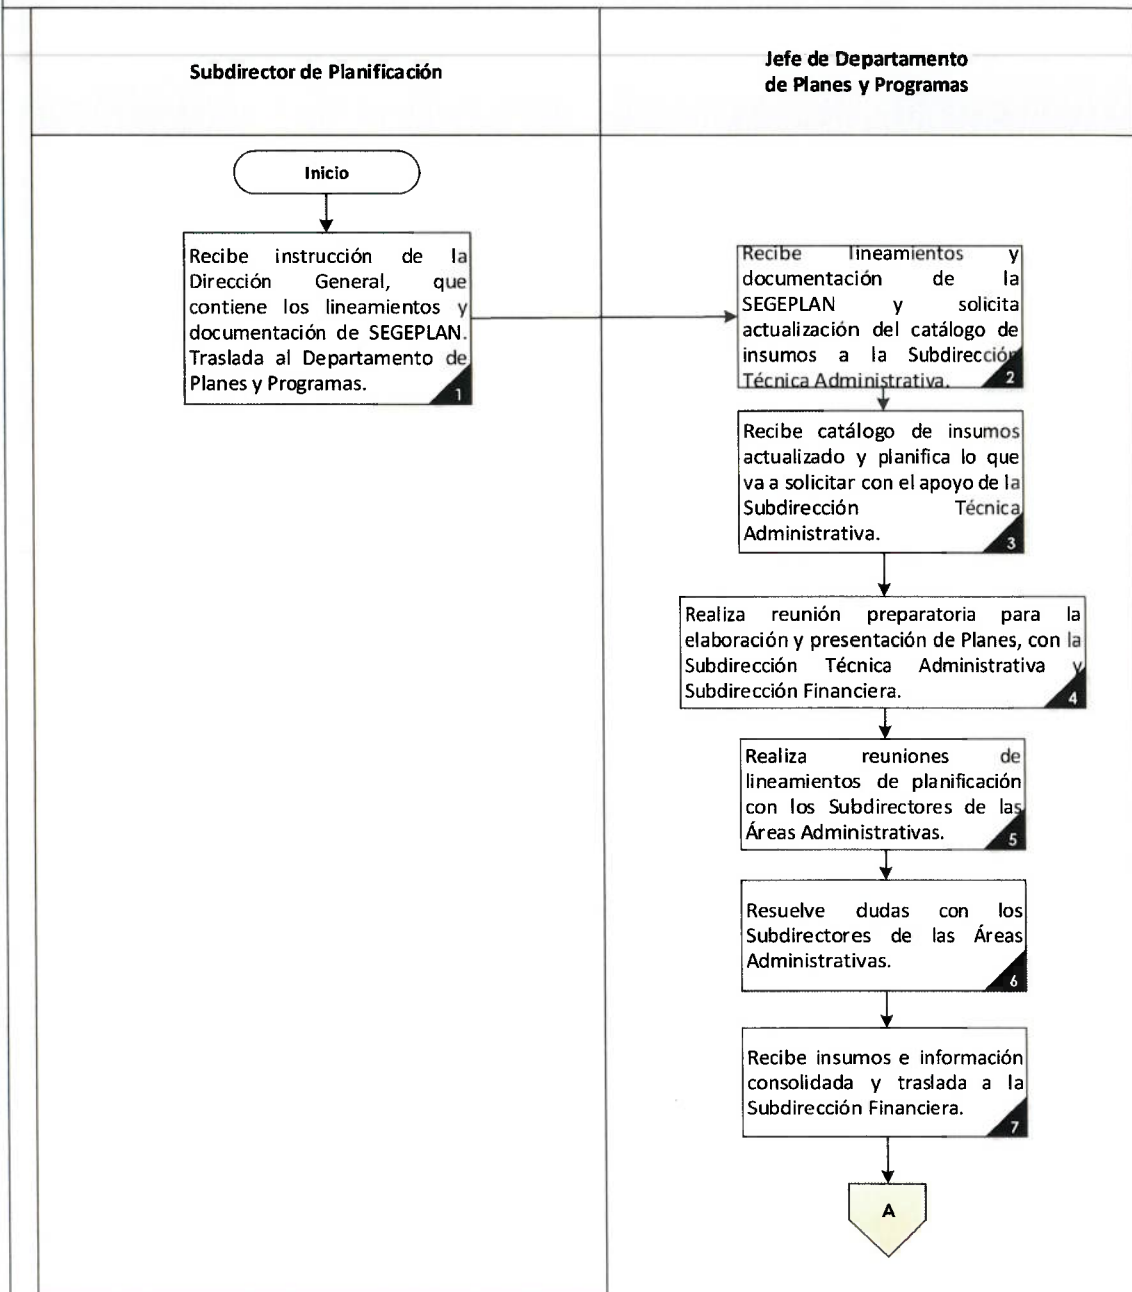 Subdirector de Planificación
Jefe de Departamento
de Planes y Programas
Inicio
Recibe instrucción de la
Dirección General, que
contiene los lineamientos y
documentación de SEGEPLAN.
Traslada al Departamento de
Planes y Programas.
1
Recibe lineamientos y
documentación de la
SEGEPLAN y solicita
actualización del catálogo de
insumos a la Subdirección
Técnica Administrativa.
2
Recibe catálogo de insumos
actualizado y planifica lo que
va a solicitar con el apoyo de la
Subdirección Técnica
Administrativa.
3
Realiza reunión preparatoria para la
elaboración y presentación de Planes, con la
Subdirección Técnica Administrativa y
Subdirección Financiera.
4
Realiza reuniones de
lineamientos de planificación
con los Subdirectores de las
Áreas Administrativas.
5
Resuelve dudas con los
Subdirectores de las Áreas
Administrativas.
6
Recibe insumos e información
consolidada y traslada a la
Subdirección Financiera.
7
A